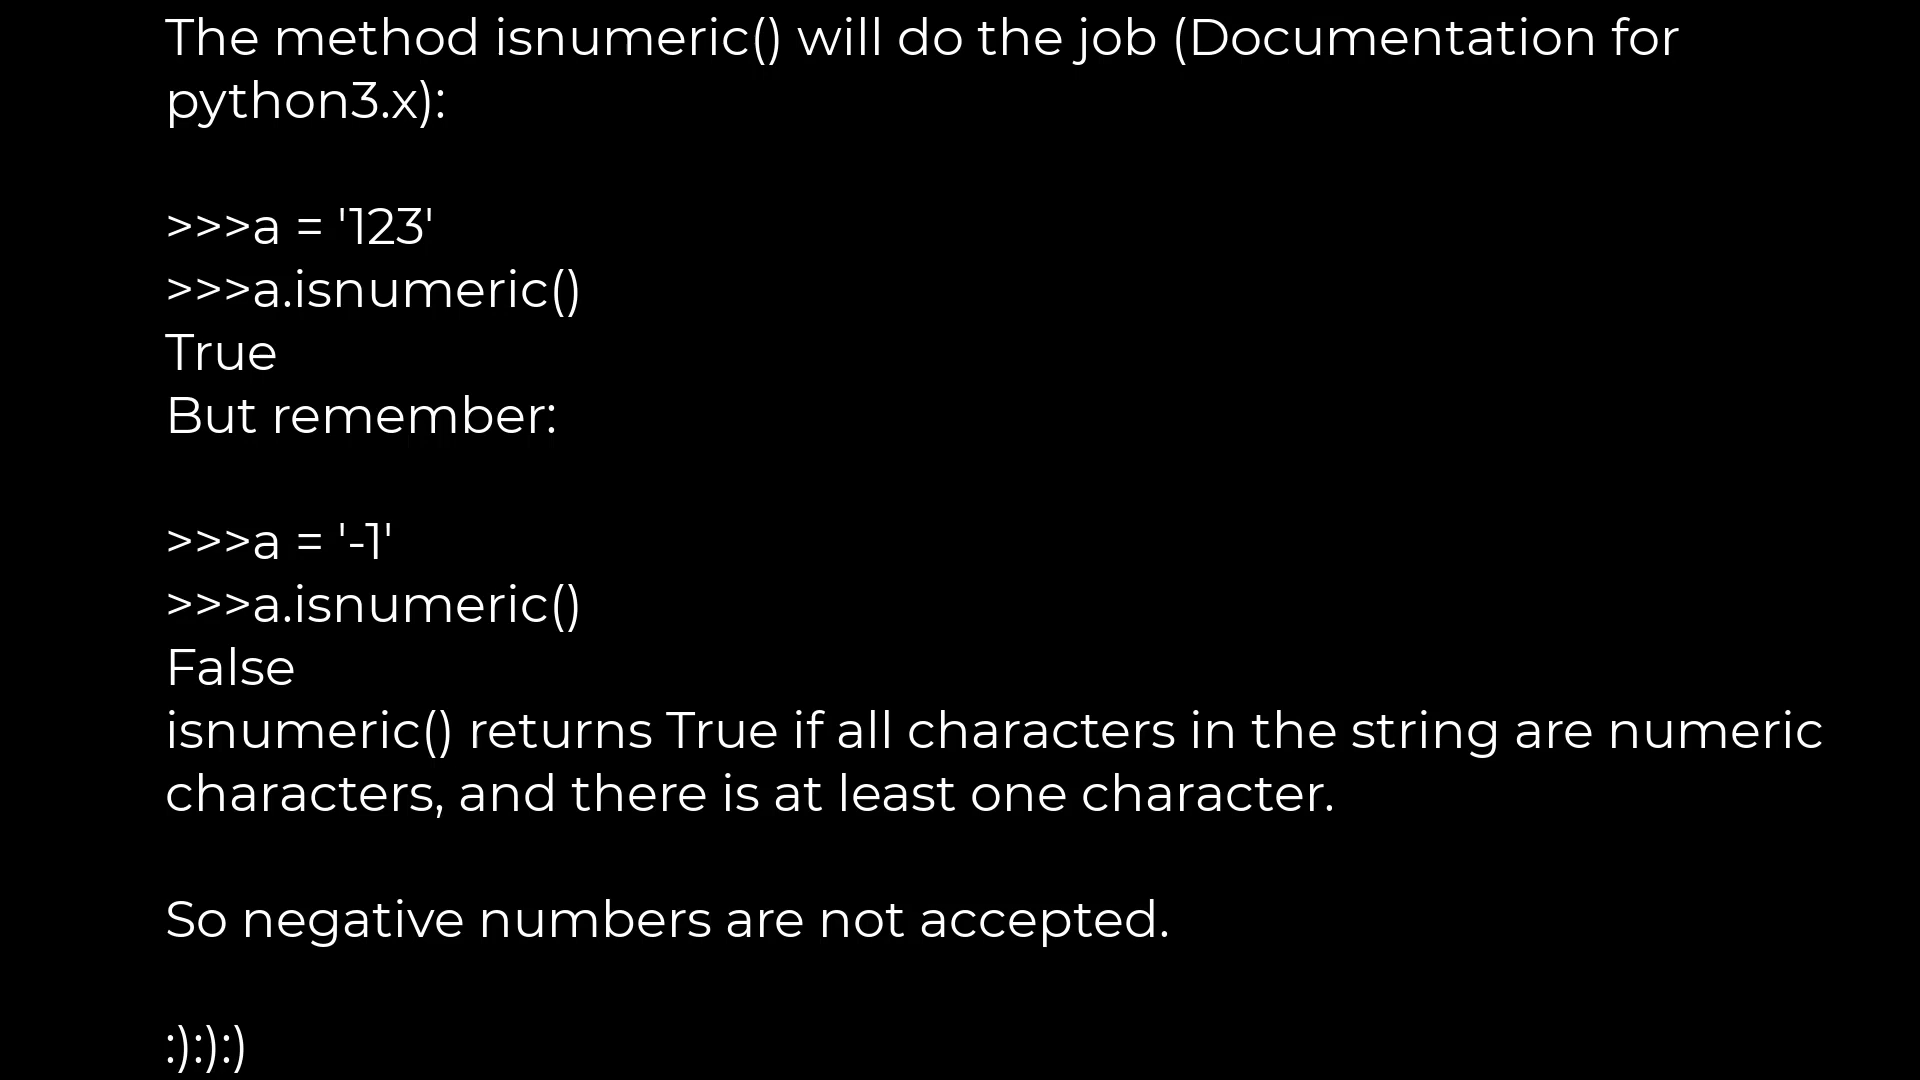 The method isnumeric() will do the job (Documentation for
python3.x):
>>>a = '123'
>>>a.isnumeric()
True
But remember:
>>>a = '-1'
>>>a.isnumeric()
False
isnumeric() returns True if all characters in the string are numeric
characters, and there is at least one character.
So negative numbers are not accepted.
:):):)